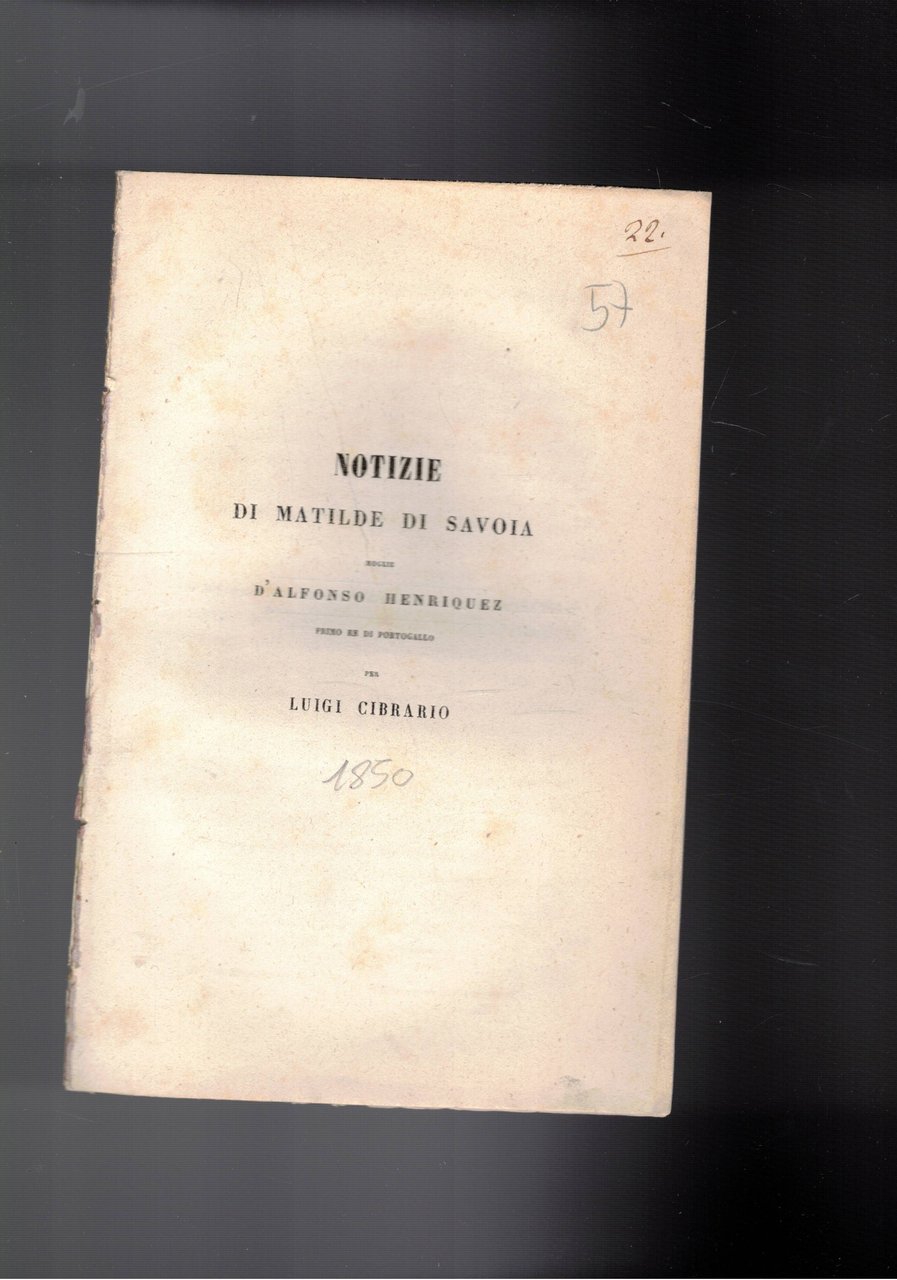 22.
57
NOTIZIE
DI MATILDE DI SAVOIA
MOGLIE
D'ALFONSO HENRIQUEZ
PRIMO RE DI PORTOGALLO
PER
LUIGI CIBRARIO
1850